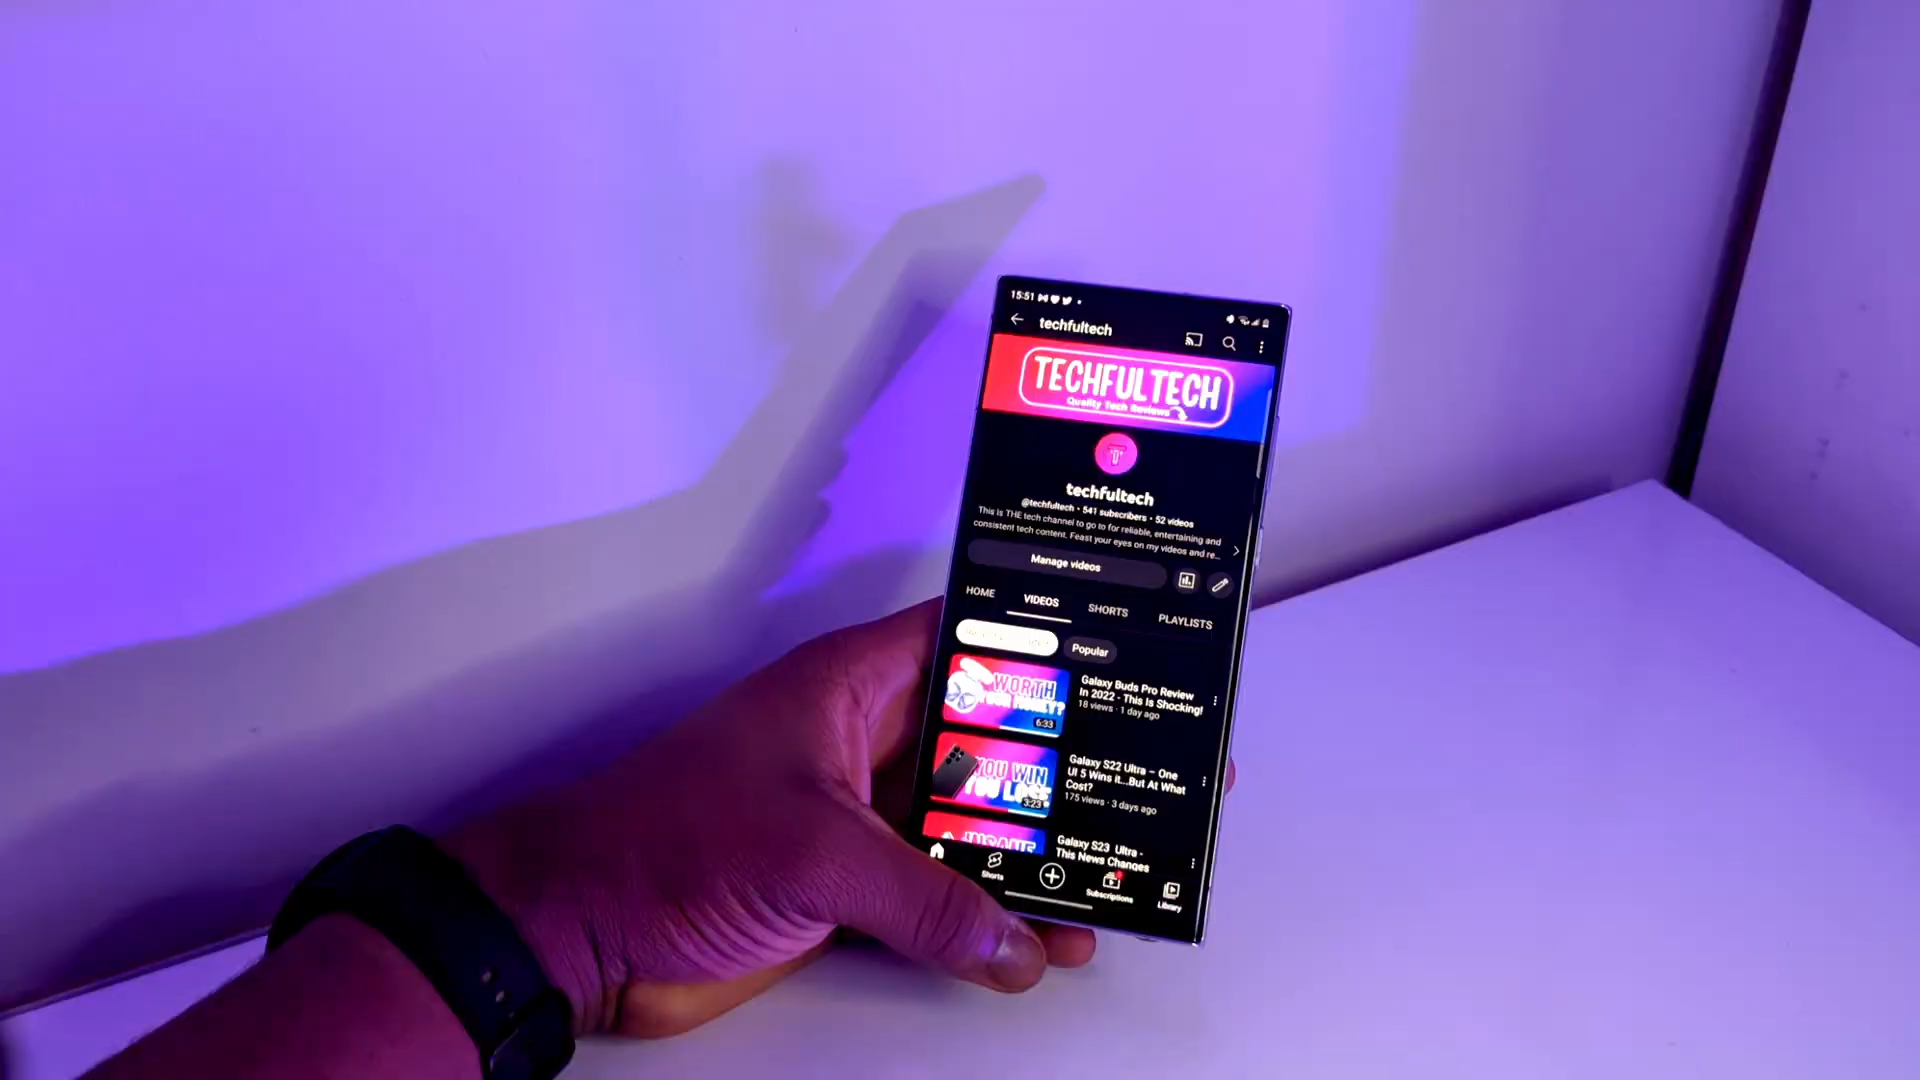 15:51
techfultech
TECHFULTECH
Quality Tech Reviews
T
techfultech
@techfultech • 541 subscribers • 52 videos
This is THE tech channel to go to for reliable, entertaining and
consistent tech content. Feast your eyes on my videos and re...
Manage videos
HOME VIDEOS SHORTS PLAYLISTS
Popular
WORTH
YOUR MONEY?
6:33
Galaxy Buds Pro Review
In 2022 - This Is Shocking!
18 views · 1 day ago
YOU WIN
YOU LOSE
3:23
Galaxy S22 Ultra – One
UI 5 Wins it...But At What
Cost?
175 views · 3 days ago
INSANE
Galaxy S23 Ultra -
This News Changes
Shorts
Subscriptions
Library